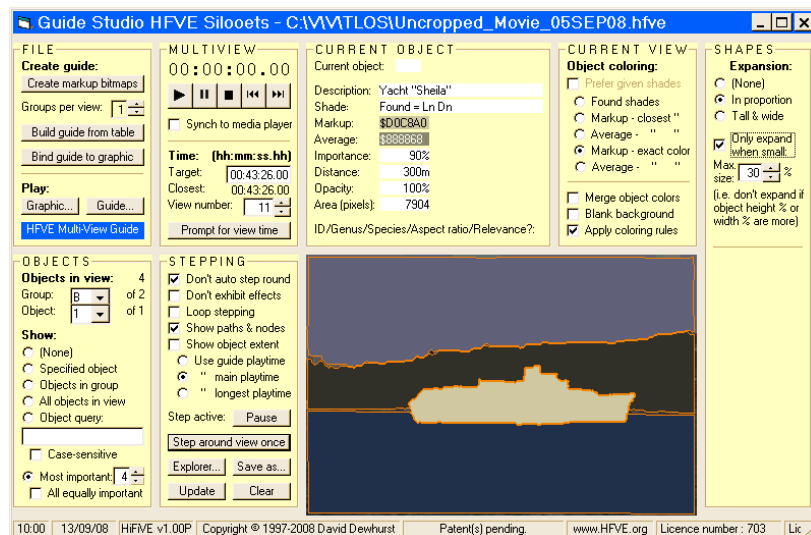 Guide Studio HFVE Silooets - C:\V\V\TLOS\Uncropped_Movie_05SEP08.hfve
FILE
Create guide:
Create markup bitmaps
Groups per view: 1
Build guide from table
Bind guide to graphic
Play:
Graphic... Guide...
HFVE Multi-View Guide
MULTIVIEW
00:00:00.00
Synch to media player
Time: (hh:mm:ss.hh)
Target: 00:43:26.00
Closest: 00:43:26.00
View number: 11
Prompt for view time
CURRENT OBJECT
Current object:
Description: Yacht "Sheila"
Shade: Found = Ln Dn
Markup: $D0C8A0
Average: $888868
Importance: 90%
Distance: 300m
Opacity: 100%
Area (pixels): 7904
ID/Genus/Species/Aspect ratio/Relevance?:
CURRENT VIEW
Object coloring:
Prefer given shades
Found shades
Markup - closest "
Average - " "
Markup - exact color
Average - " "
Merge object colors
Blank background
Apply coloring rules
SHAPES
Expansion:
(None)
In proportion
Tall & wide
Only expand
when small:
Max.
size: 30 %
(i.e. don't expand if
object height % or
width % are more)
OBJECTS
Objects in view: 4
Group: B of 2
Object: 1 of 1
Show:
(None)
Specified object
Objects in group
All objects in view
Object query:
Case-sensitive
Most important: 4
All equally important
STEPPING
Don't auto step round
Don't exhibit effects
Loop stepping
Show paths & nodes
Show object extent
Use guide playtime
" main playtime
" longest playtime
Step active: Pause
Step around view once
Explorer... Save as...
Update Clear
10:00 13/09/08 HiFiVE v1.00P Copyright © 1997-2008 David Dewhurst Patent(s) pending. www.HFVE.org Licence number : 703 Lic